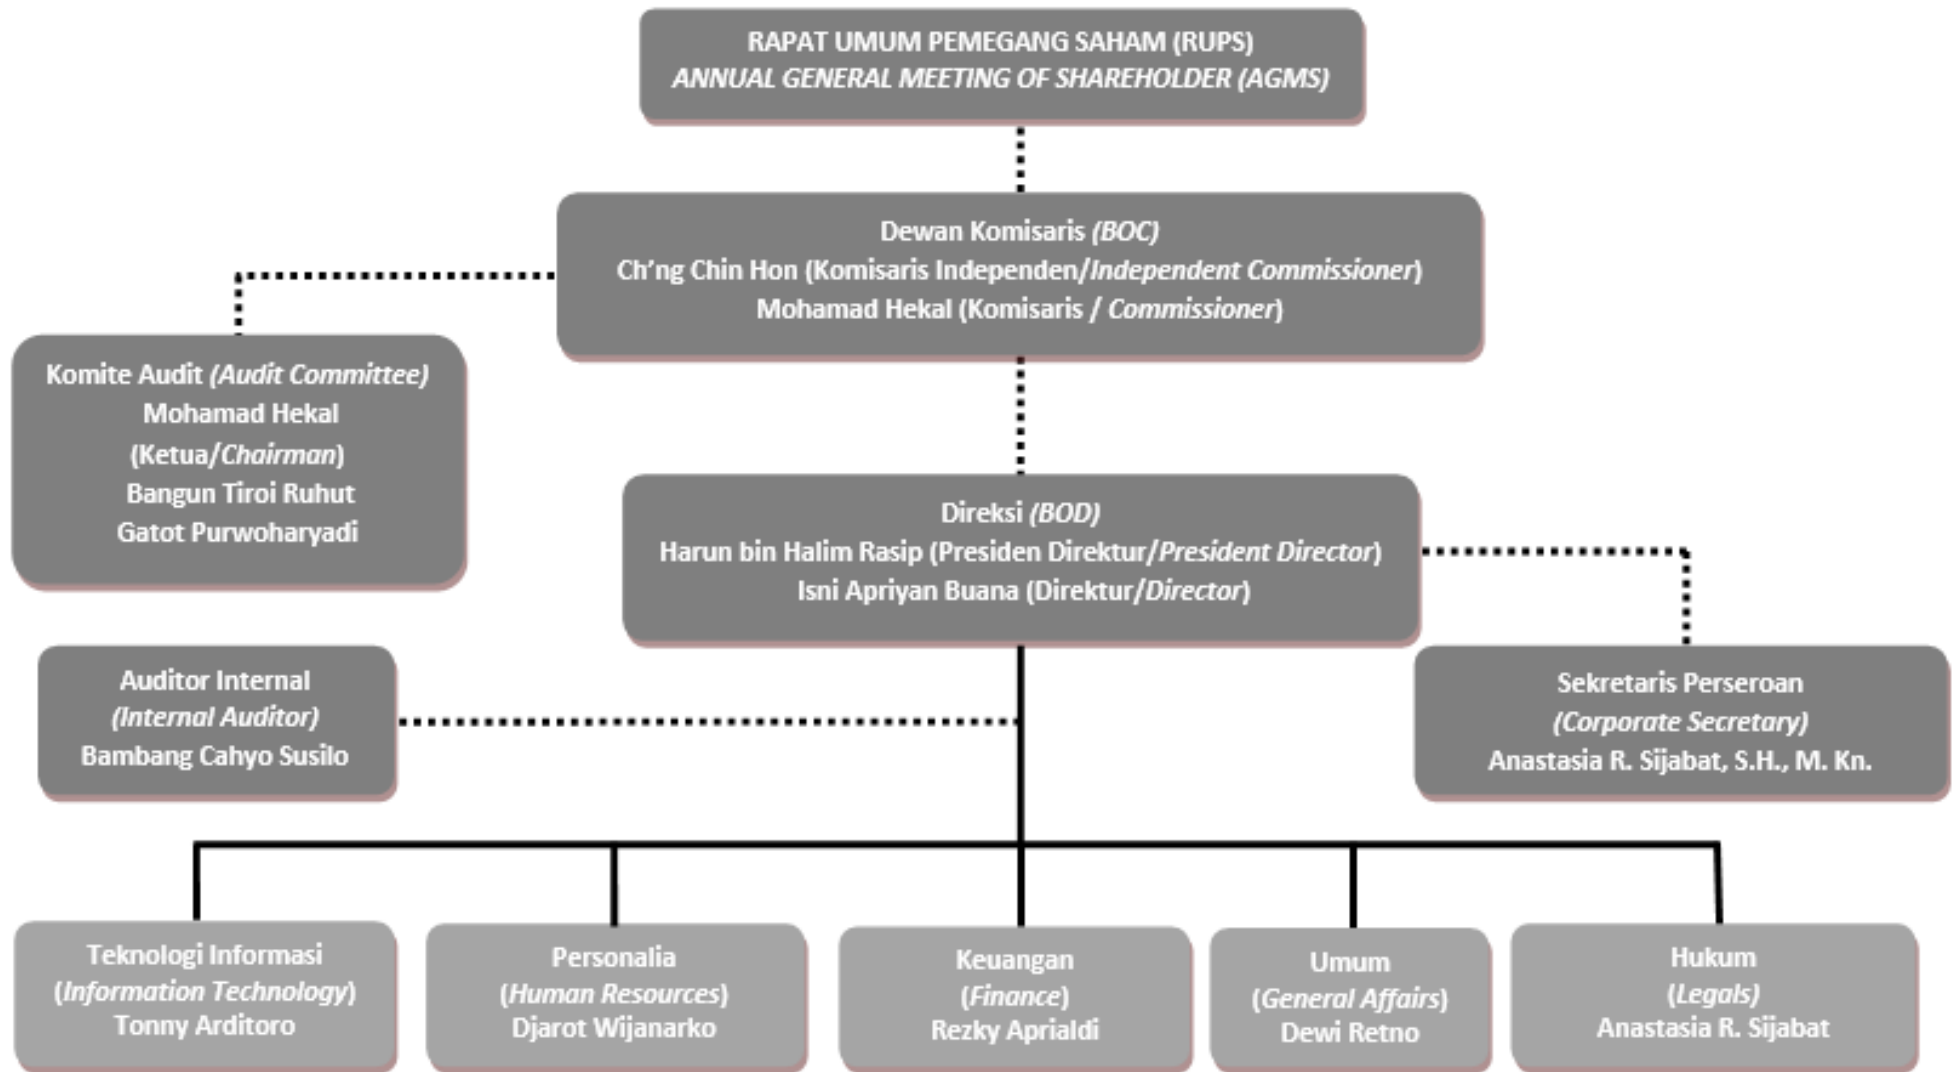 RAPAT UMUM PEMEGANG SAHAM (RUPS)
ANNUAL GENERAL MEETING OF SHAREHOLDER (AGMS)
Dewan Komisaris (BOC)
Ch'ng Chin Hon (Komisaris Independen/Independent Commissioner)
Mohamad Hekal (Komisaris / Commissioner)
Komite Audit (Audit Committee)
Mohamad Hekal
(Ketua/Chairman)
Bangun Tiroi Ruhut
Gatot Purwoharyadi
Direksi (BOD)
Harun bin Halim Rasip (Presiden Direktur/President Director)
Isni Apriyan Buana (Direktur/Director)
Auditor Internal
(Internal Auditor)
Bambang Cahyo Susilo
Sekretaris Perseroan
(Corporate Secretary)
Anastasia R. Sijabat, S.H., M. Kn.
Teknologi Informasi
(Information Technology)
Tonny Arditoro
Personalia
(Human Resources)
Djarot Wijanarko
Keuangan
(Finance)
Rezky Aprialdi
Umum
(General Affairs)
Dewi Retno
Hukum
(Legals)
Anastasia R. Sijabat